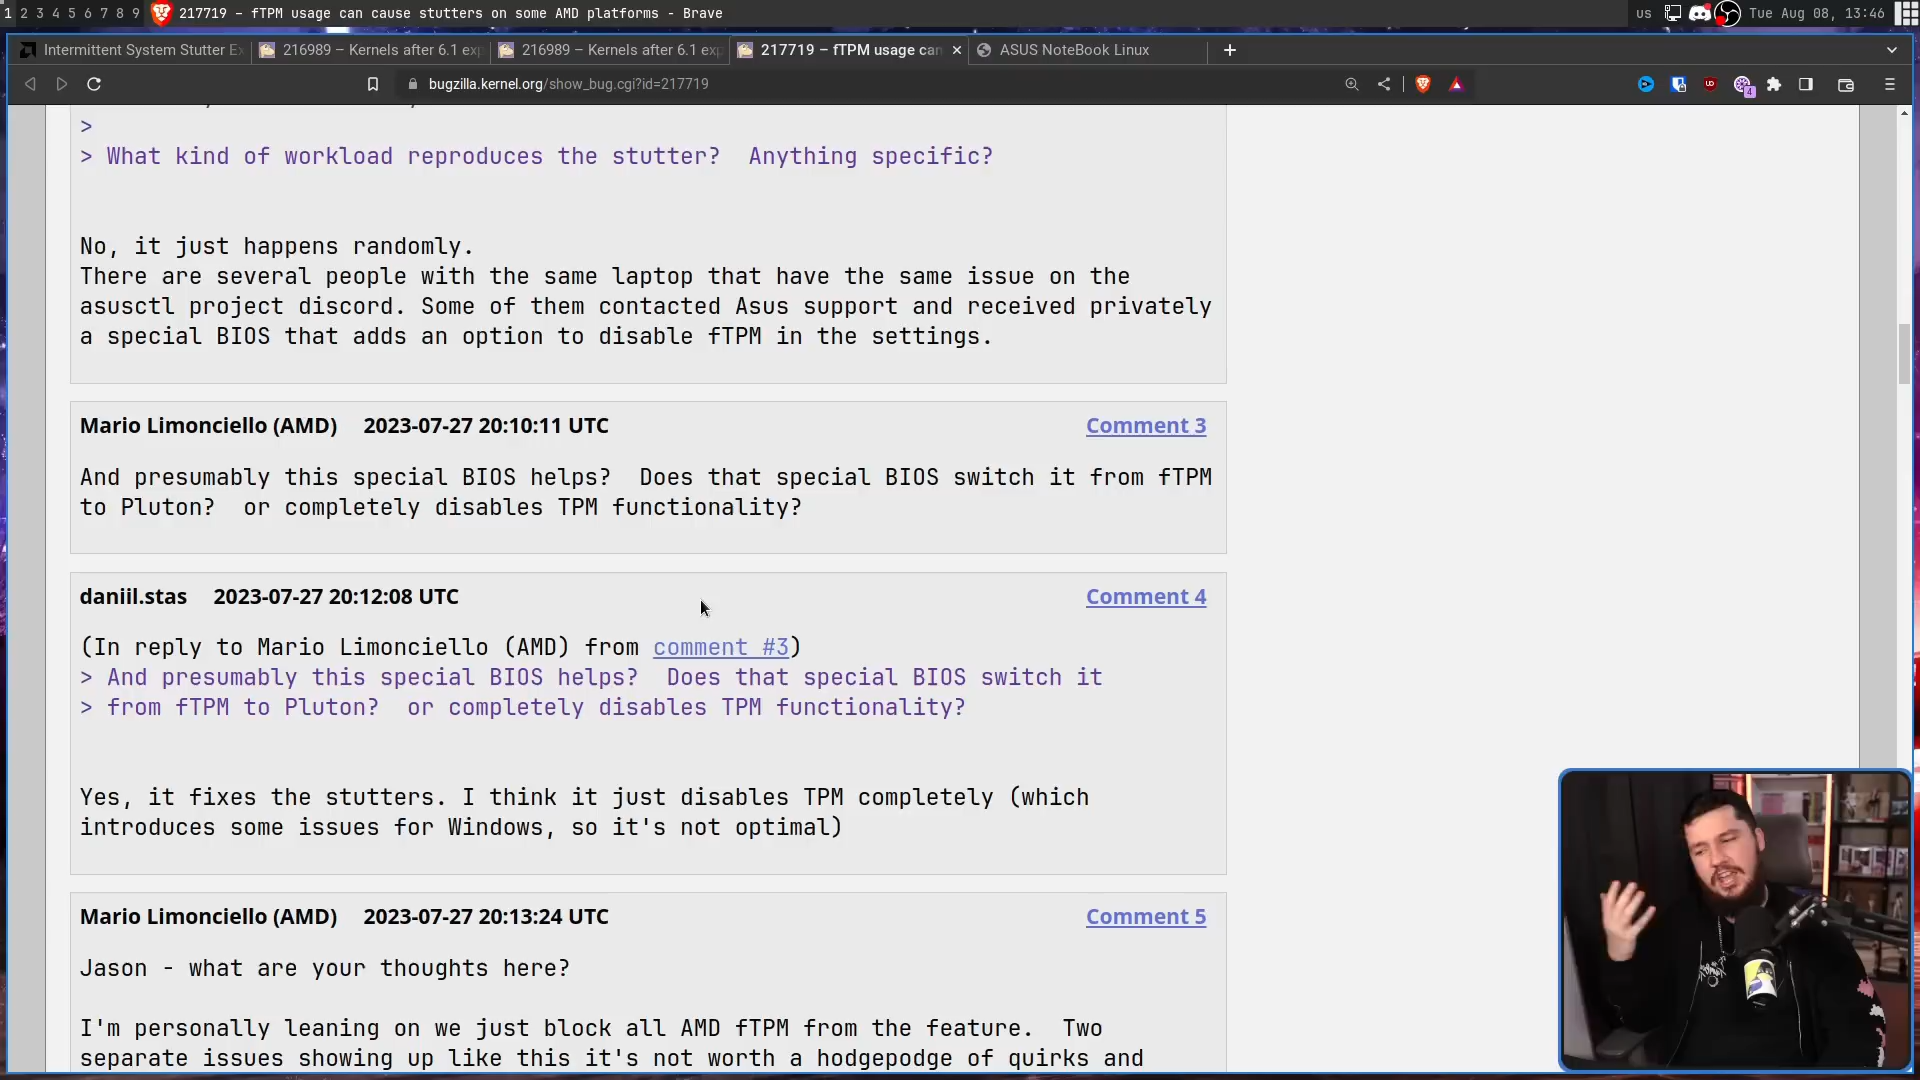 1 2 3 4 5 6 7 8 9 217719 – fTPM usage can cause stutters on some AMD platforms - Brave us Tue Aug 08, 13:46
Intermittent System Stutter Ex 216989 – Kernels after 6.1 exp 216989 – Kernels after 6.1 exp 217719 – fTPM usage can ASUS NoteBook Linux
bugzilla.kernel.org/show_bug.cgi?id=217719
>
> What kind of workload reproduces the stutter?  Anything specific?
No, it just happens randomly.
There are several people with the same laptop that have the same issue on the
asusctl project discord. Some of them contacted Asus support and received privately
a special BIOS that adds an option to disable fTPM in the settings.
Mario Limonciello (AMD) 2023-07-27 20:10:11 UTC Comment 3
And presumably this special BIOS helps?  Does that special BIOS switch it from fTPM
to Pluton?  or completely disables TPM functionality?
daniil.stas 2023-07-27 20:12:08 UTC Comment 4
(In reply to Mario Limonciello (AMD) from comment #3)
> And presumably this special BIOS helps?  Does that special BIOS switch it
> from fTPM to Pluton?  or completely disables TPM functionality?
Yes, it fixes the stutters. I think it just disables TPM completely (which
introduces some issues for Windows, so it's not optimal)
Mario Limonciello (AMD) 2023-07-27 20:13:24 UTC Comment 5
Jason - what are your thoughts here?
I'm personally leaning on we just block all AMD fTPM from the feature.  Two
separate issues showing up like this it's not worth a hodgepodge of quirks and